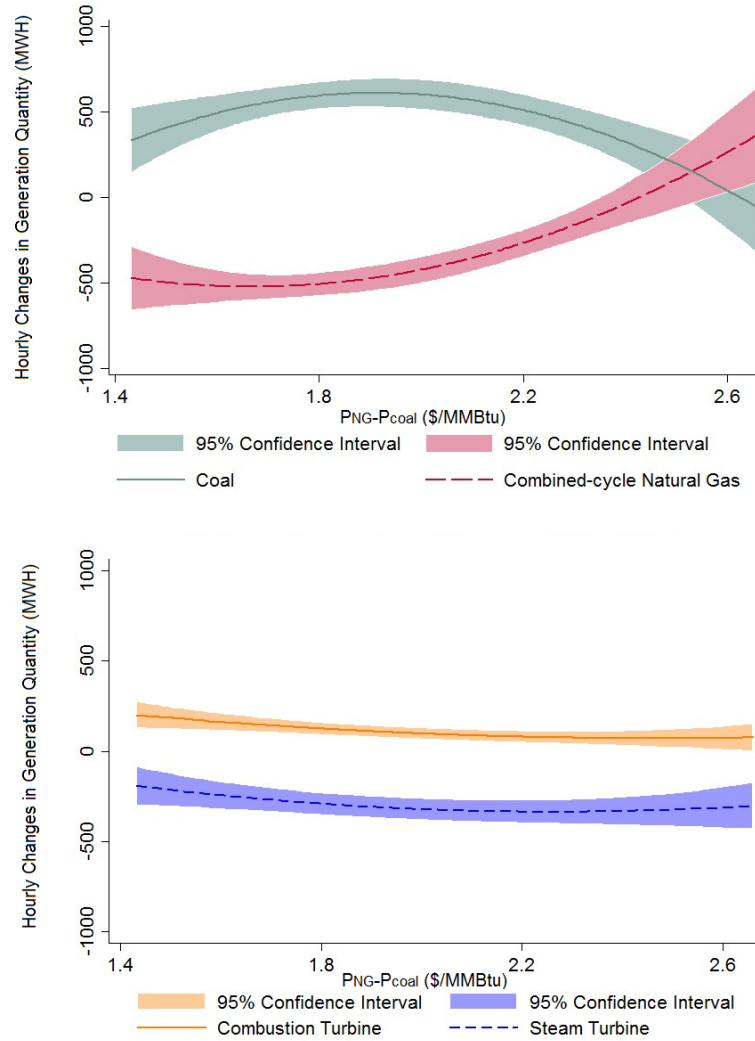 Hourly Changes in Generation Quantity (MWH)
1000
500
0
-500
-1000
1.4
1.8
2.2
2.6
PNG-Pcoal ($/MMBtu)
95% Confidence Interval
95% Confidence Interval
Coal
Combined-cycle Natural Gas
Hourly Changes in Generation Quantity (MWH)
1000
500
0
-500
-1000
1.4
1.8
2.2
2.6
PNG-Pcoal ($/MMBtu)
95% Confidence Interval
95% Confidence Interval
Combustion Turbine
Steam Turbine